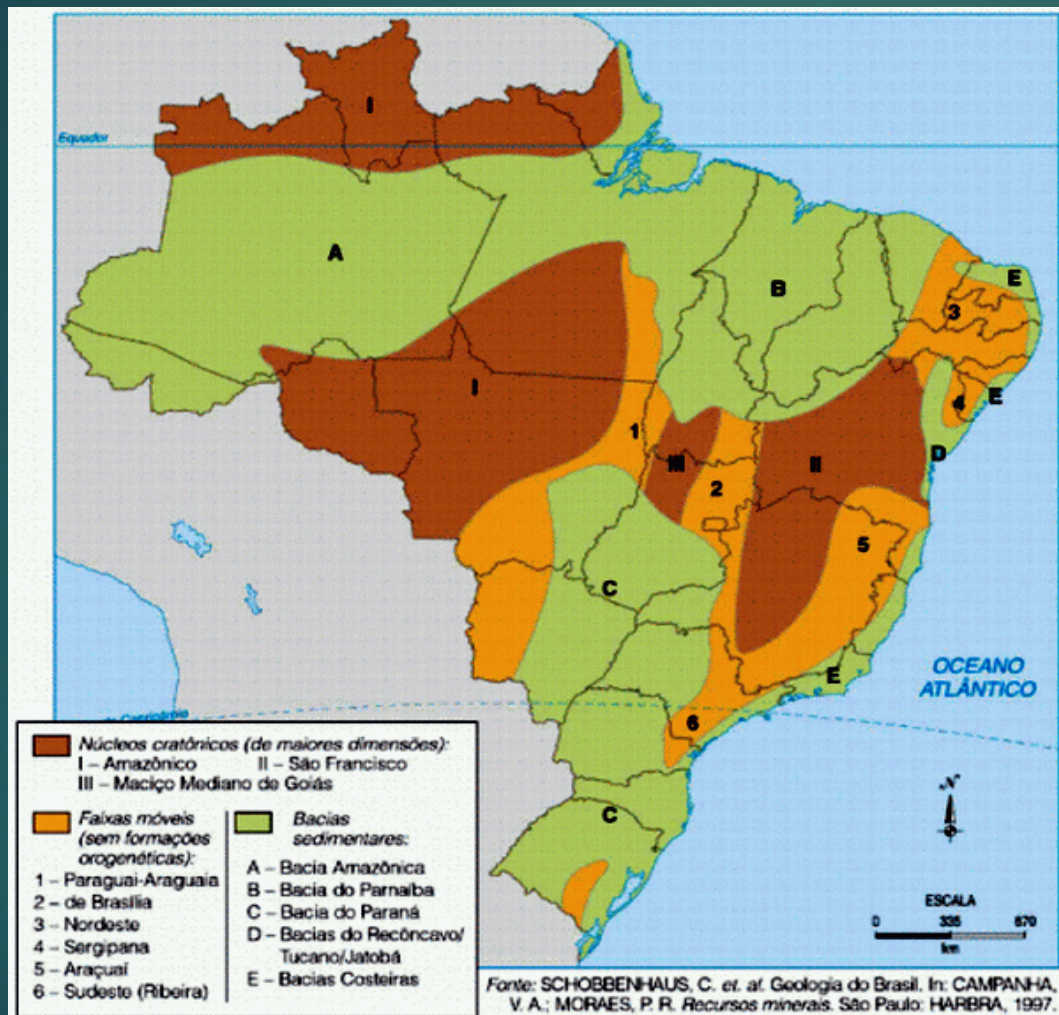 Equador
I
A
B
E
3
I
4
E
1
III
II
D
2
5
C
E
OCEANO
ATLÂNTICO
6
C
N
ESCALA
0 335 670
km
Núcleos cratônicos (de maiores dimensões):
I – Amazônico II – São Francisco
III – Maciço Mediano de Goiás
Faixas móveis
(sem formações
orogenéticas):
1 – Paraguai-Araguaia
2 – de Brasília
3 – Nordeste
4 – Sergipana
5 – Araçuaí
6 – Sudeste (Ribeira)
Bacias
sedimentares:
A – Bacia Amazônica
B – Bacia do Parnaíba
C – Bacia do Paraná
D – Bacias do Recôncavo/
Tucano/Jatobá
E – Bacias Costeiras
Fonte: SCHOBBENHAUS, C. et. al. Geologia do Brasil. In: CAMPANHA,
V. A.; MORAES, P. R. Recursos minerais. São Paulo: HARBRA, 1997.